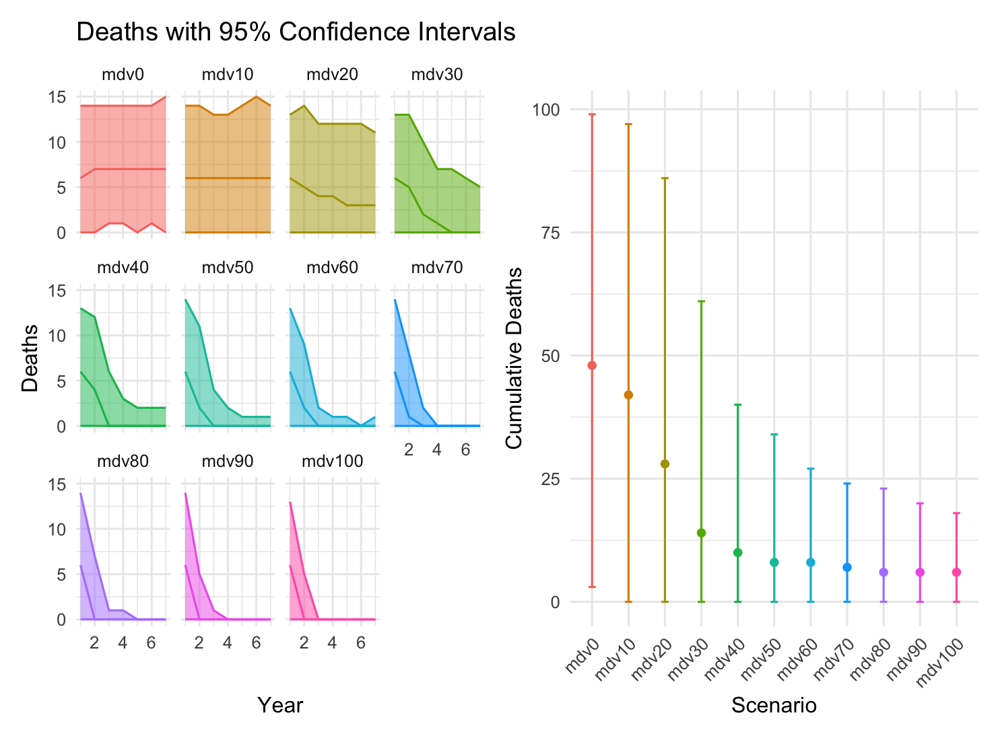 Deaths with 95% Confidence Intervals
mdv0 mdv10 mdv20 mdv30
15
10
5
0
mdv40 mdv50 mdv60 mdv70
15
10
5
0
2 4 6
mdv80 mdv90 mdv100
15
10
5
0
2 4 6 2 4 6 2 4 6
Deaths
Year
100
75
50
25
0
Cumulative Deaths
mdv0 mdv10 mdv20 mdv30 mdv40 mdv50 mdv60 mdv70 mdv80 mdv90 mdv100
Scenario